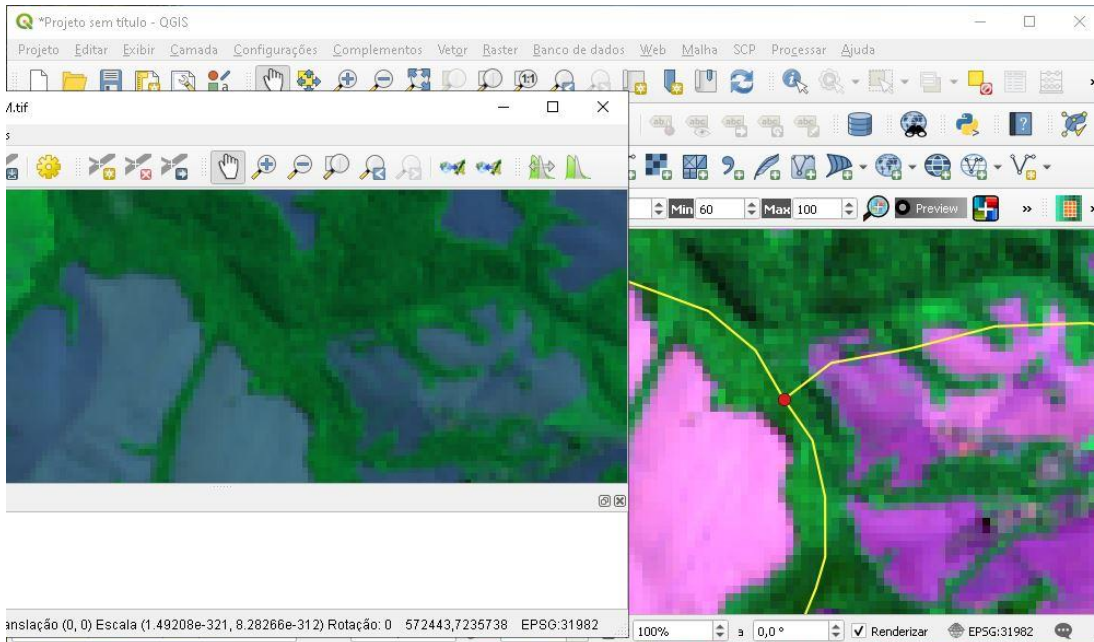 *Projeto sem título - QGIS
Projeto Editar Exibir Camada Configurações Complementos Vetor Raster Banco de dados Web Malha SCP Processar Ajuda
M.tif
s
Min 60 Max 100 Preview »
anslação (0, 0) Escala (1.49208e-321, 8.28266e-312) Rotação: 0 572443,7235738 EPSG:31982
100% a 0,0 ° Renderizar EPSG:31982